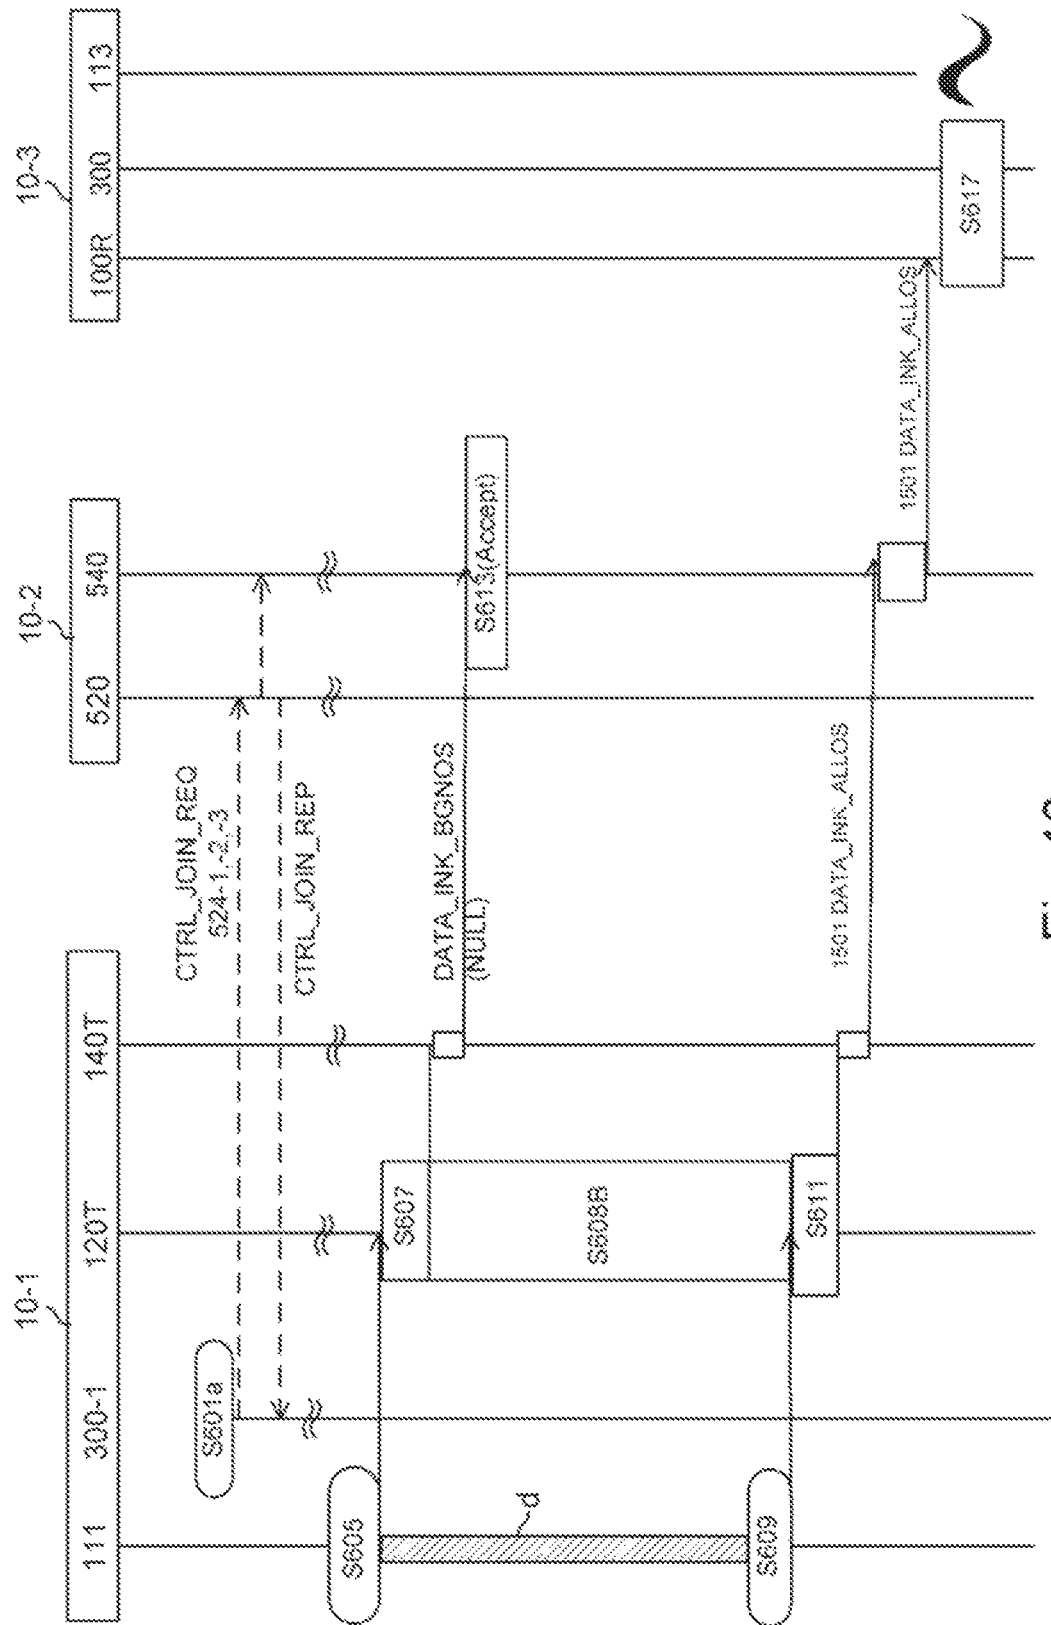 10-1
10-2
10-3
111 300-1 120T 140T
520 540
100R 300 113
S601a
CTRL_JOIN_REQ
524-1,-2,-3
CTRL_JOIN_REP
S605
S607
DATA_INK_BGNOS
(NULL)
S613(Accept)
d
S608B
S609
S611
1501 DATA_INK_ALLOS
1501 DATA_INK_ALLOS
S617